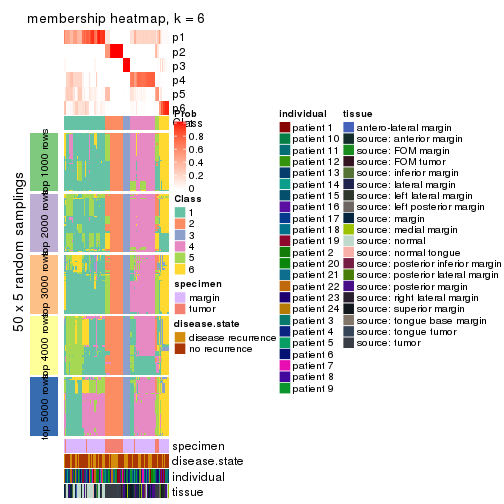 membership heatmap, k = 6
p1
p2
p3
p4
p5
p6
Class
50 x 5 random samplings
top 1000 rows
top 2000 rows
top 3000 rows
top 4000 rows
top 5000 rows
specimen
disease.state
individual
tissue
Prob
1
0.8
0.6
0.4
0.2
0
Class
1
2
3
4
5
6
specimen
margin
tumor
disease.state
disease recurrence
no recurrence
individual
patient 1
patient 10
patient 11
patient 12
patient 13
patient 14
patient 15
patient 16
patient 17
patient 18
patient 19
patient 2
patient 20
patient 21
patient 22
patient 23
patient 24
patient 3
patient 4
patient 5
patient 6
patient 7
patient 8
patient 9
tissue
antero-lateral margin
source: anterior margin
source: FOM margin
source: FOM tumor
source: inferior margin
source: lateral margin
source: left lateral margin
source: left posterior margin
source: margin
source: medial margin
source: normal
source: normal tongue
source: posterior inferior margin
source: posterior lateral margin
source: posterior margin
source: right lateral margin
source: superior margin
source: tongue base margin
source: tongue tumor
source: tumor